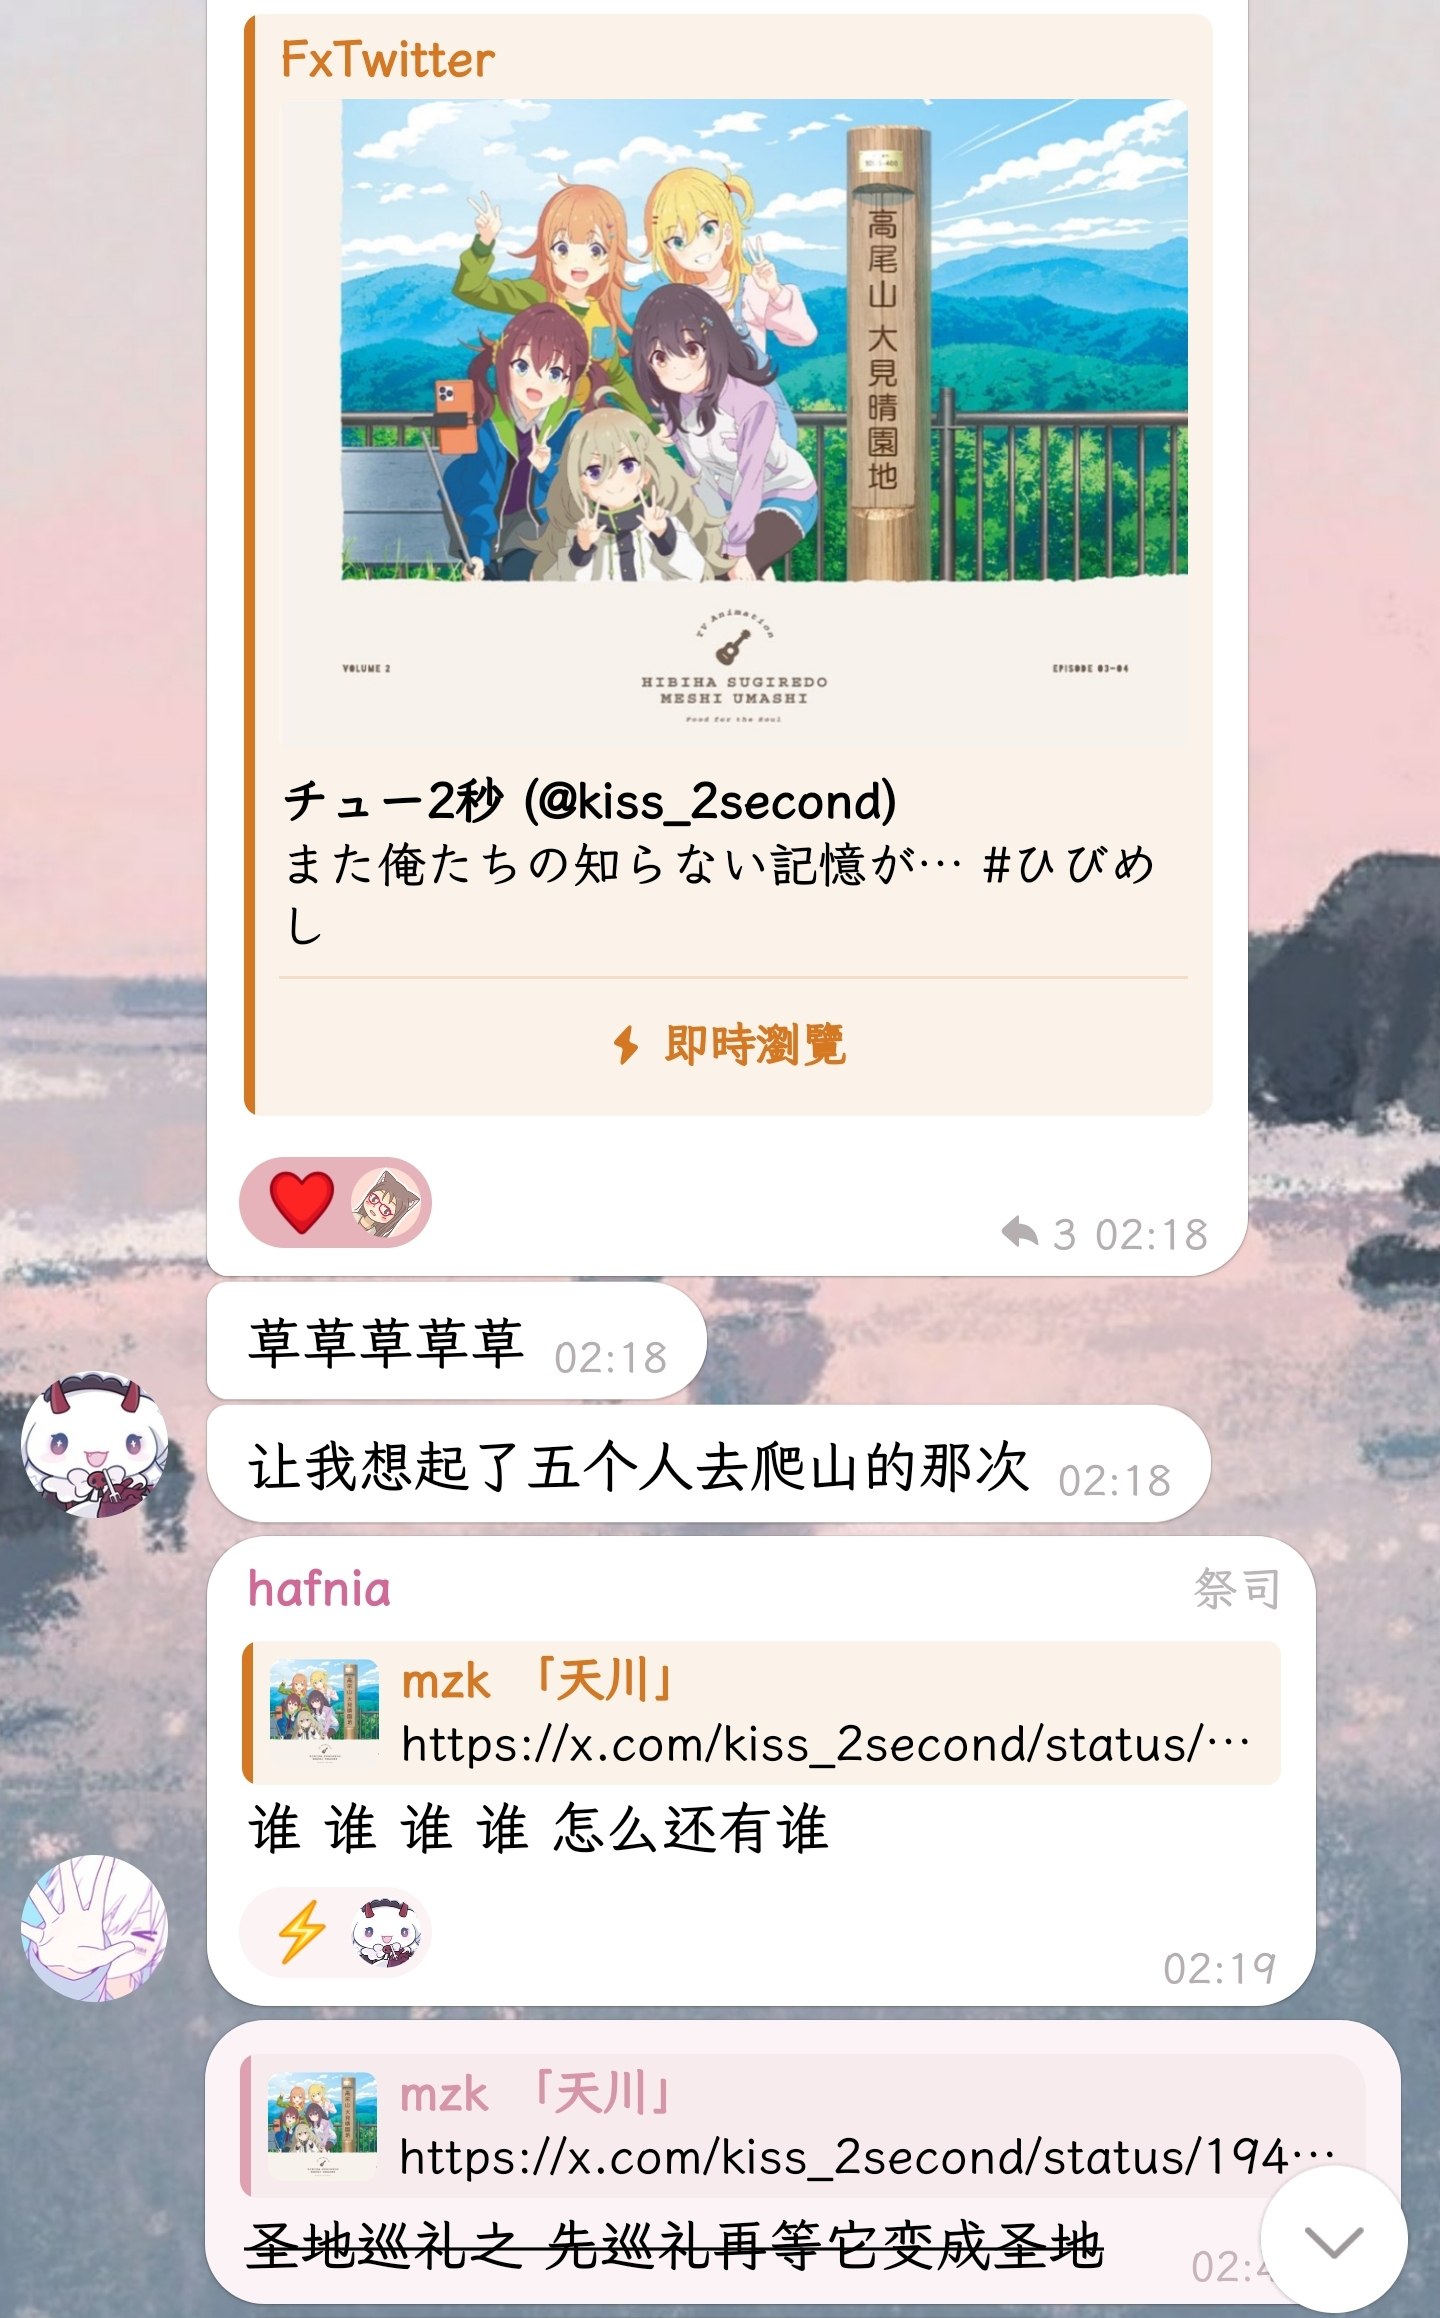 FxTwitter
高尾山大見晴園地
TV Animation
VOLUME 2
EPISODE 03-04
HIBIHA SUGIREDO
MESHI UMASHI
Food for the Soul
チュー2秒 (@kiss_2second)
また俺たちの知らない記憶が… #ひびめ
し
即時瀏覽
3 02:18
草草草草草 02:18
让我想起了五个人去爬山的那次 02:18
hafnia 祭司
mzk 「天川」
https://x.com/kiss_2second/status/…
谁 谁 谁 谁 怎么还有谁
02:19
mzk 「天川」
https://x.com/kiss_2second/status/194…
圣地巡礼之 先巡礼再等它变成圣地